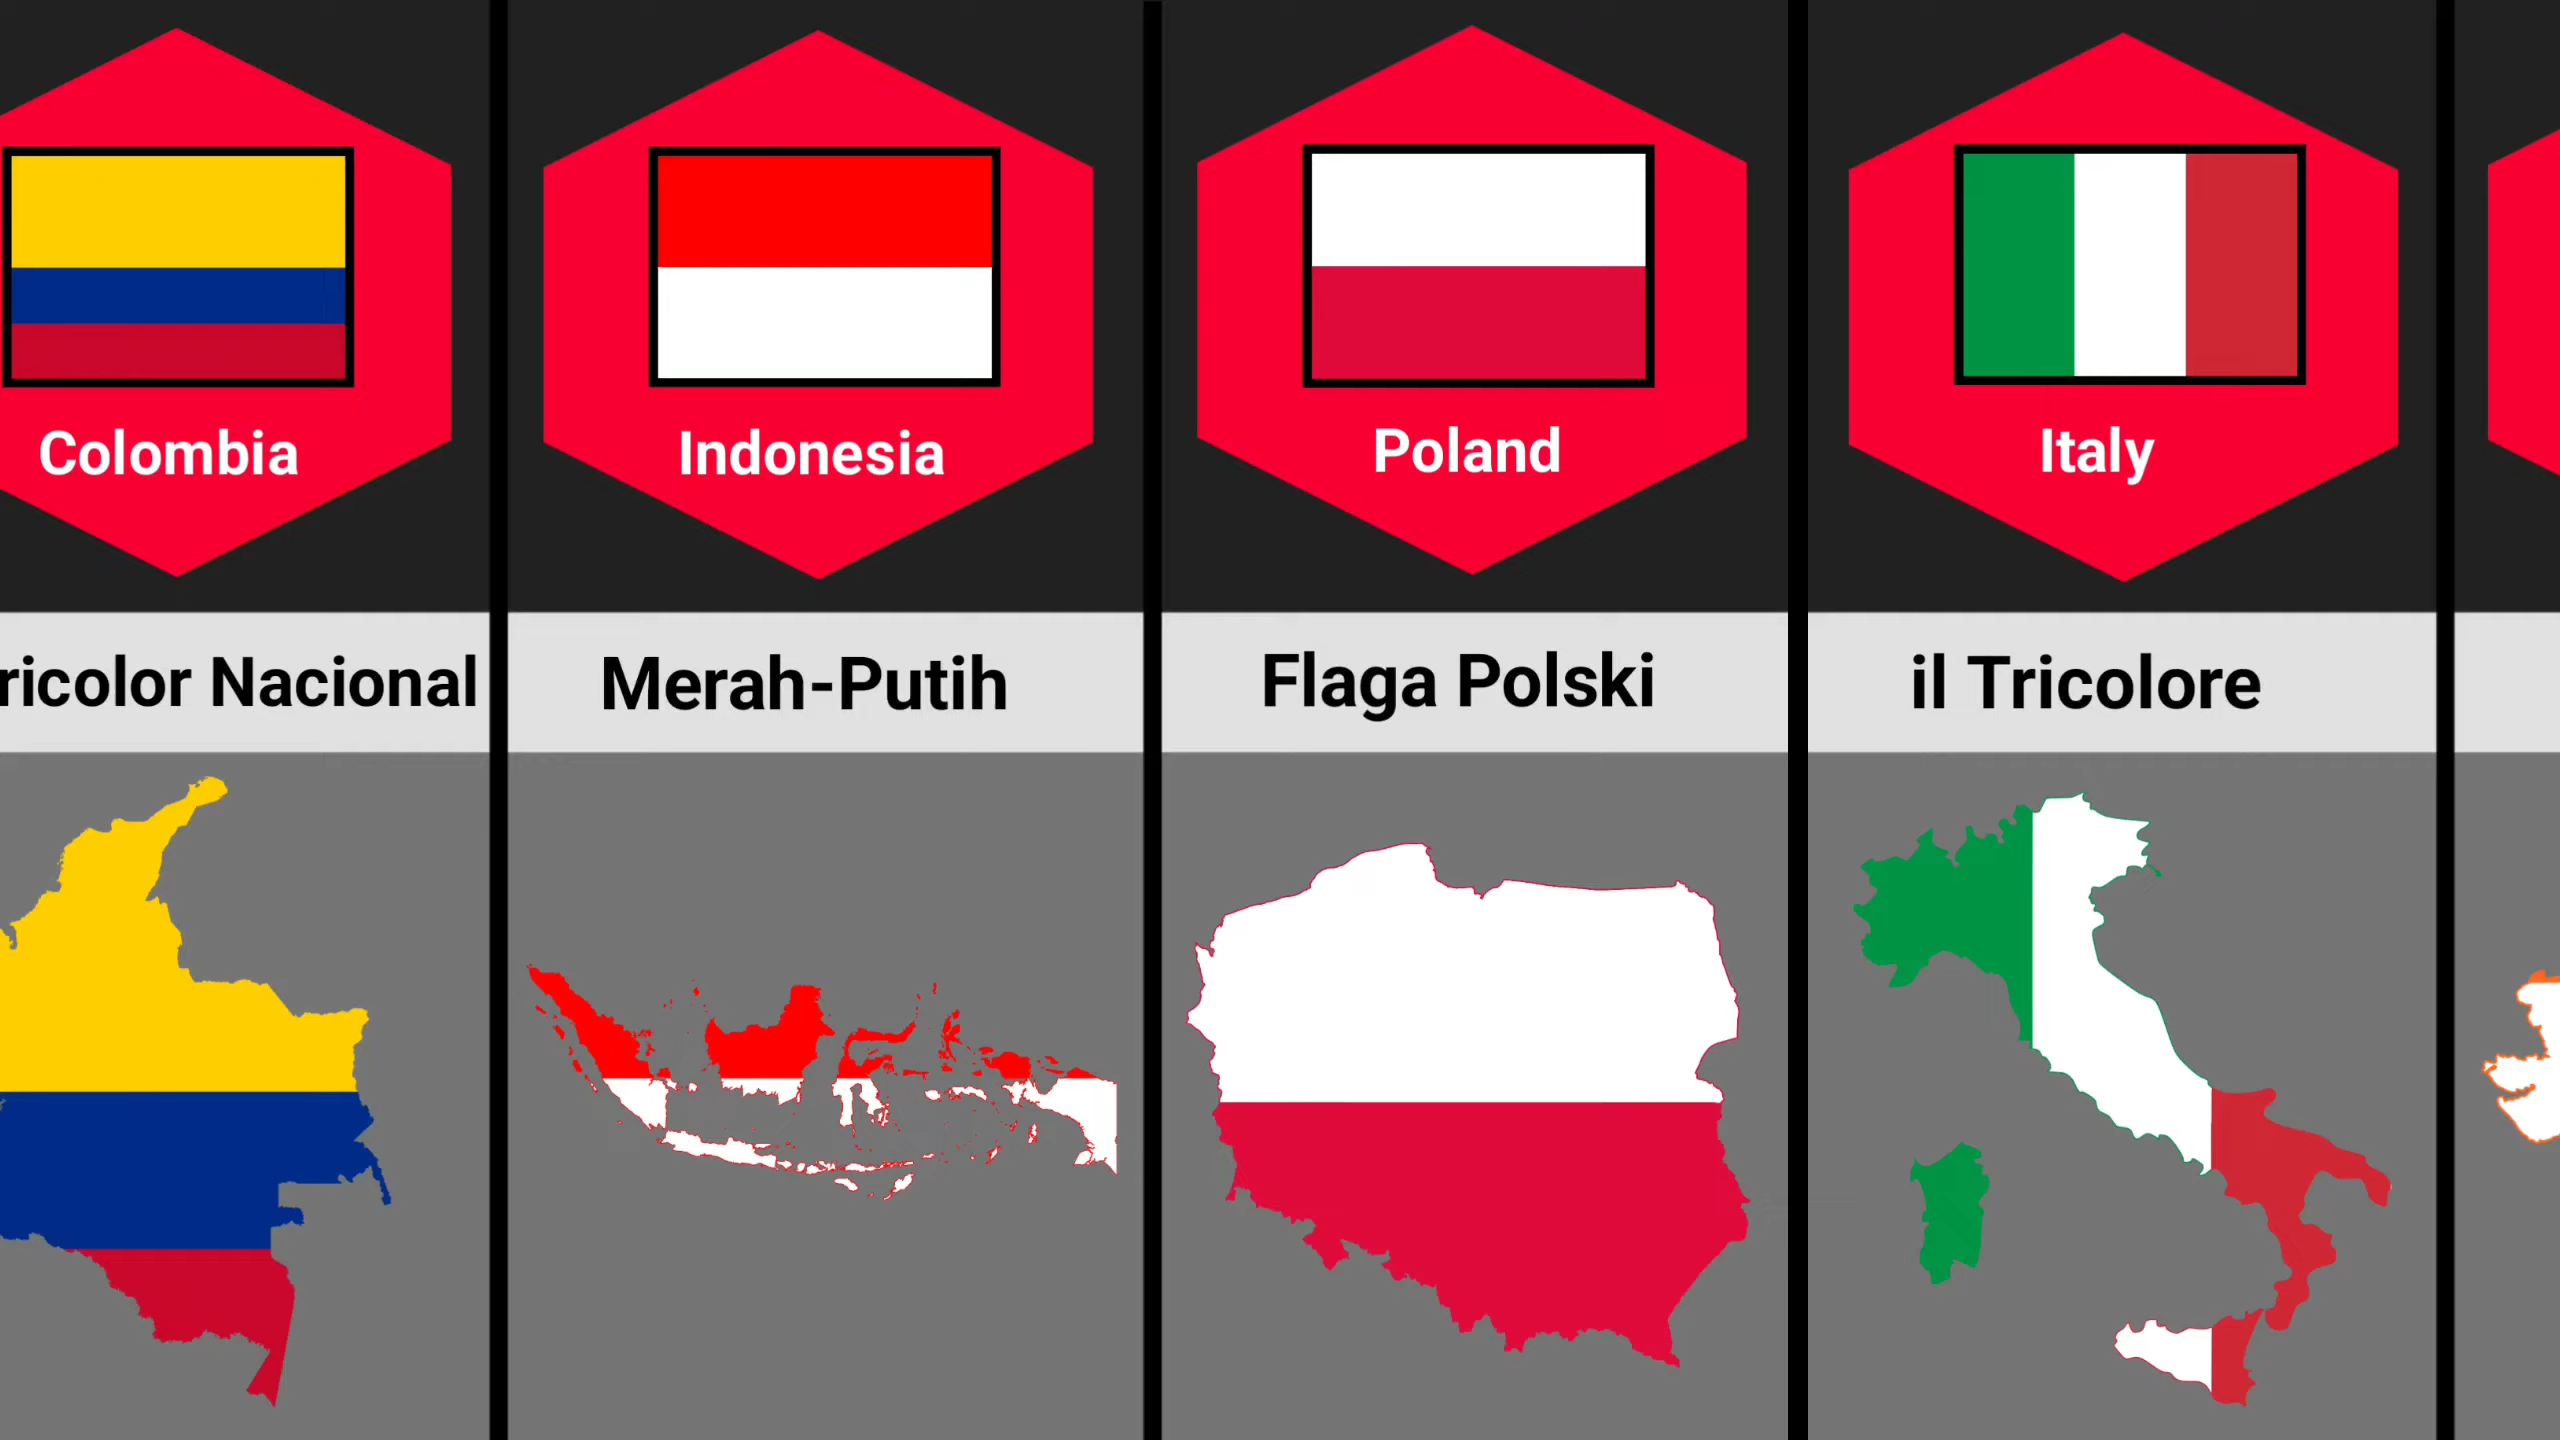 Colombia
Indonesia
Poland
Italy
ricolor Nacional
Merah-Putih
Flaga Polski
il Tricolore